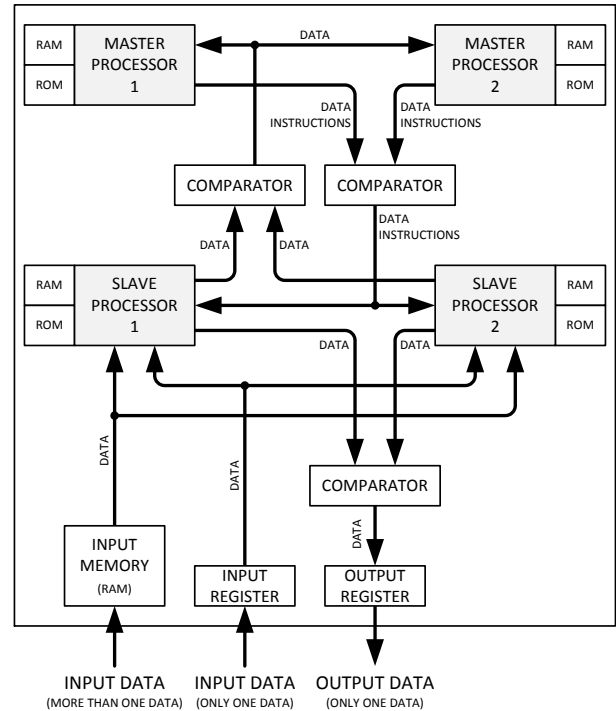 DATA
RAM
ROM
MASTER
PROCESSOR
1
MASTER
PROCESSOR
2
RAM
ROM
DATA
INSTRUCTIONS
DATA
INSTRUCTIONS
COMPARATOR
COMPARATOR
DATA
DATA
DATA
INSTRUCTIONS
RAM
ROM
SLAVE
PROCESSOR
1
SLAVE
PROCESSOR
2
RAM
ROM
DATA
DATA
DATA
DATA
COMPARATOR
DATA
INPUT
MEMORY
(RAM)
INPUT
REGISTER
OUTPUT
REGISTER
INPUT DATA
(MORE THAN ONE DATA)
INPUT DATA
(ONLY ONE DATA)
OUTPUT DATA
(ONLY ONE DATA)